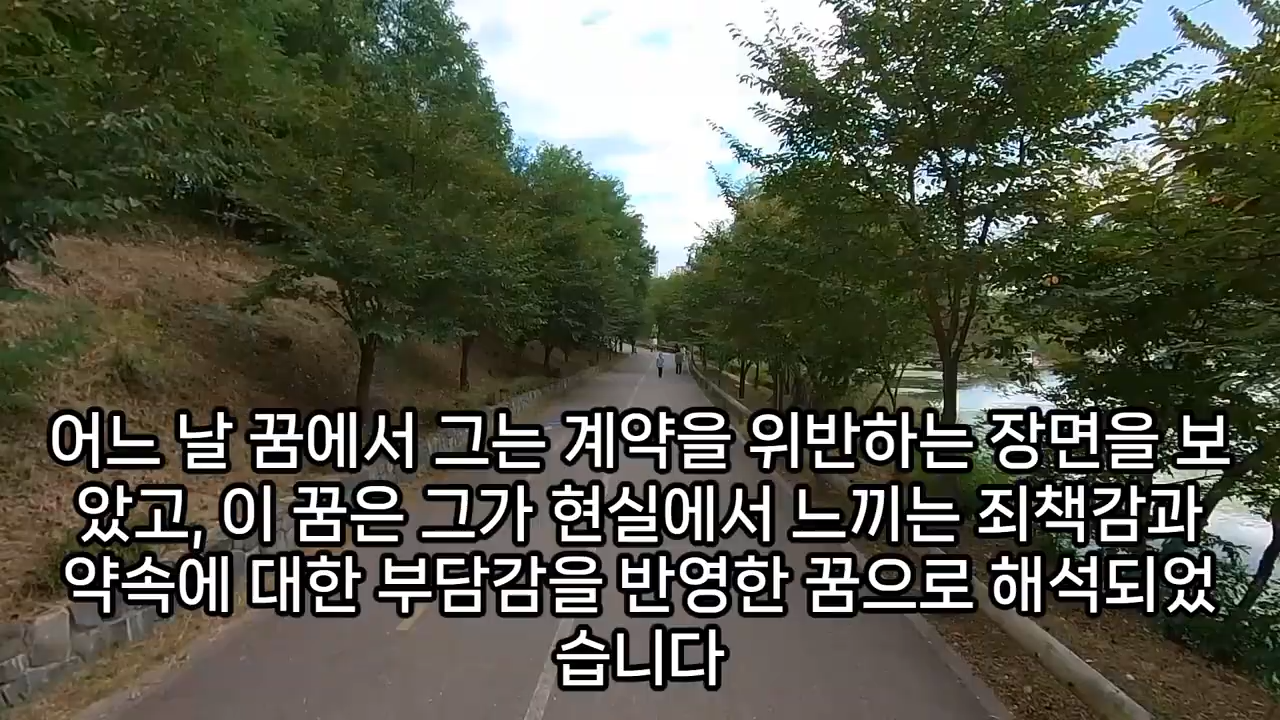 어느 날 꿈에서 그는 계약을 위반하는 장면을 보
았고, 이 꿈은 그가 현실에서 느끼는 죄책감과
약속에 대한 부담감을 반영한 꿈으로 해석되었
습니다